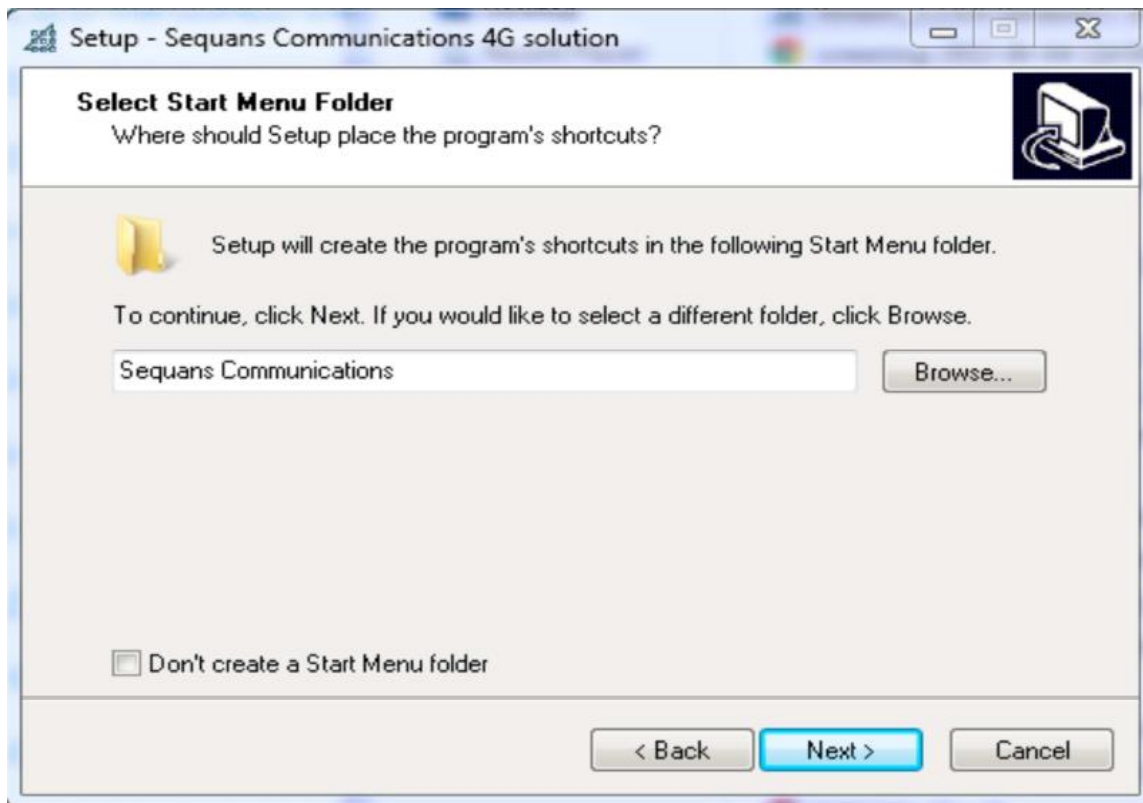 Setup - Sequans Communications 4G solution
Select Start Menu Folder
Where should Setup place the program's shortcuts?
Setup will create the program's shortcuts in the following Start Menu folder.
To continue, click Next. If you would like to select a different folder, click Browse.
Sequans Communications
Browse...
Don't create a Start Menu folder
< Back
Next >
Cancel